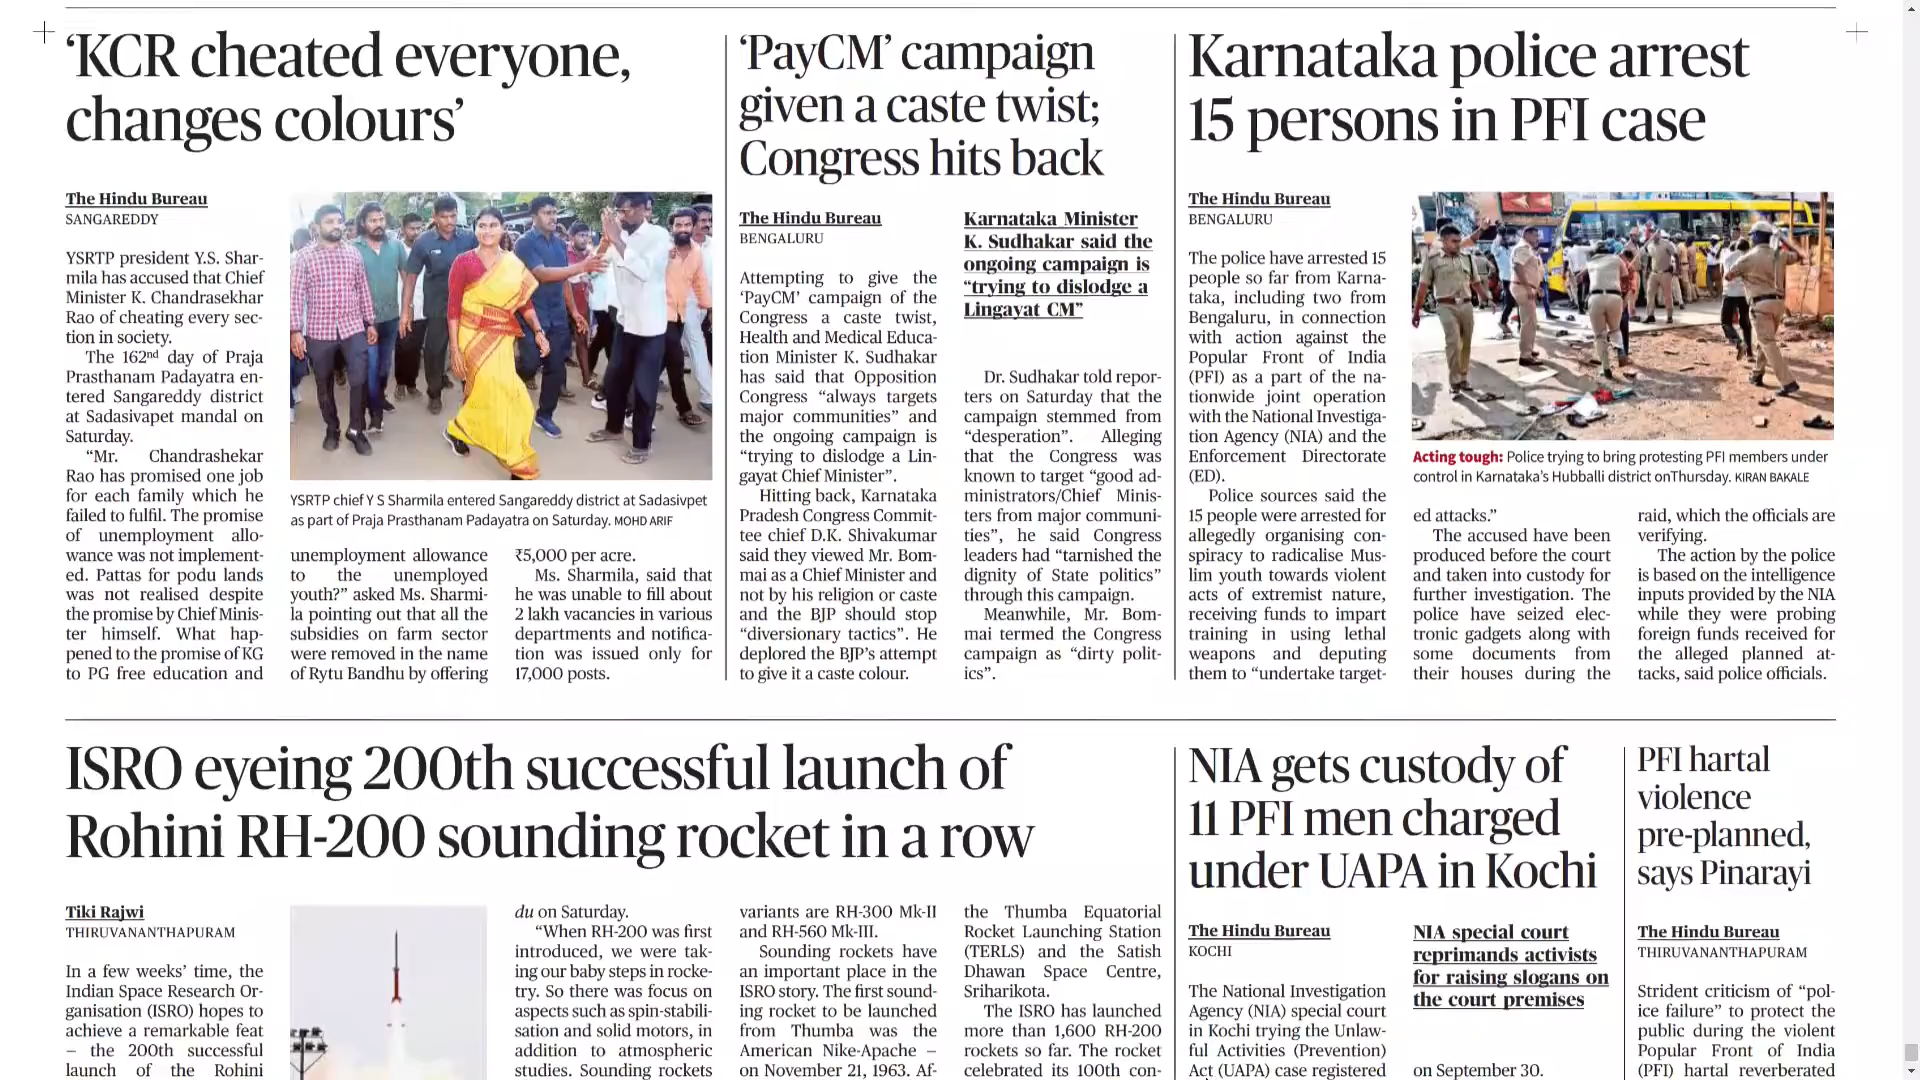 ‘KCR cheated everyone,
changes colours’
The Hindu Bureau
SANGAREDDY
YSRTP president Y.S. Shar-
mila has accused that Chief
Minister K. Chandrasekhar
Rao of cheating every sec-
tion in society.
The 162nd day of Praja
Prasthanam Padayatra en-
tered Sangareddy district
at Sadasivapet mandal on
Saturday.
“Mr. Chandrashekar
Rao has promised one job
for each family which he
failed to fulfil. The promise
of unemployment allo-
wance was not implement-
ed. Pattas for podu lands
was not realised despite
the promise by Chief Minis-
ter himself. What hap-
pened to the promise of KG
to PG free education and
YSRTP chief Y S Sharmila entered Sangareddy district at Sadasivpet
as part of Praja Prasthanam Padayatra on Saturday. MOHD ARIF
unemployment allowance
to the unemployed
youth?” asked Ms. Sharmi-
la pointing out that all the
subsidies on farm sector
were removed in the name
of Rytu Bandhu by offering
₹5,000 per acre.
Ms. Sharmila, said that
he was unable to fill about
2 lakh vacancies in various
departments and notifica-
tion was issued only for
17,000 posts.
‘PayCM’ campaign
given a caste twist;
Congress hits back
The Hindu Bureau
BENGALURU
Attempting to give the
‘PayCM’ campaign of the
Congress a caste twist,
Health and Medical Educa-
tion Minister K. Sudhakar
has said that Opposition
Congress “always targets
major communities” and
the ongoing campaign is
“trying to dislodge a Lin-
gayat Chief Minister”.
Hitting back, Karnataka
Pradesh Congress Commit-
tee chief D.K. Shivakumar
said they viewed Mr. Bom-
mai as a Chief Minister and
not by his religion or caste
and the BJP should stop
“diversionary tactics”. He
deplored the BJP’s attempt
to give it a caste colour.
Karnataka Minister
K. Sudhakar said the
ongoing campaign is
“trying to dislodge a
Lingayat CM”
Dr. Sudhakar told repor-
ters on Saturday that the
campaign stemmed from
“desperation”. Alleging
that the Congress was
known to target “good ad-
ministrators/Chief Minis-
ters from major communi-
ties”, he said Congress
leaders had “tarnished the
dignity of State politics”
through this campaign.
Meanwhile, Mr. Bom-
mai termed the Congress
campaign as “dirty polit-
ics”.
Karnataka police arrest
15 persons in PFI case
The Hindu Bureau
BENGALURU
The police have arrested 15
people so far from Karna-
taka, including two from
Bengaluru, in connection
with action against the
Popular Front of India
(PFI) as a part of the na-
tionwide joint operation
with the National Investiga-
tion Agency (NIA) and the
Enforcement Directorate
(ED).
Police sources said the
15 people were arrested for
allegedly organising con-
spiracy to radicalise Mus-
lim youth towards violent
acts of extremist nature,
receiving funds to impart
training in using lethal
weapons and deputing
them to “undertake target-
Acting tough: Police trying to bring protesting PFI members under
control in Karnataka’s Hubballi district onThursday. KIRAN BAKALE
ed attacks.”
The accused have been
produced before the court
and taken into custody for
further investigation. The
police have seized elec-
tronic gadgets along with
some documents from
their houses during the
raid, which the officials are
verifying.
The action by the police
is based on the intelligence
inputs provided by the NIA
while they were probing
foreign funds received for
the alleged planned at-
tacks, said police officials.
ISRO eyeing 200th successful launch of
Rohini RH-200 sounding rocket in a row
Tiki Rajwi
THIRUVANANTHAPURAM
In a few weeks’ time, the
Indian Space Research Or-
ganisation (ISRO) hopes to
achieve a remarkable feat
– the 200th successful
launch of the Rohini
du on Saturday.
“When RH-200 was first
introduced, we were tak-
ing our baby steps in rocke-
try. So there was focus on
aspects such as spin-stabili-
sation and solid motors, in
addition to atmospheric
studies. Sounding rockets
variants are RH-300 Mk-II
and RH-560 Mk-III.
Sounding rockets have
an important place in the
ISRO story. The first sound-
ing rocket to be launched
from Thumba was the
American Nike-Apache –
on November 21, 1963. Af-
the Thumba Equatorial
Rocket Launching Station
(TERLS) and the Satish
Dhawan Space Centre,
Sriharikota.
The ISRO has launched
more than 1,600 RH-200
rockets so far. The rocket
celebrated its 100th con-
NIA gets custody of
11 PFI men charged
under UAPA in Kochi
The Hindu Bureau
KOCHI
The National Investigation
Agency (NIA) special court
in Kochi trying the Unlaw-
ful Activities (Prevention)
Act (UAPA) case registered
NIA special court
reprimands activists
for raising slogans on
the court premises
on September 30.
PFI hartal
violence
pre-planned,
says Pinarayi
The Hindu Bureau
THIRUVANANTHAPURAM
Strident criticism of “pol-
ice failure” to protect the
public during the violent
Popular Front of India
(PFI) hartal reverberated